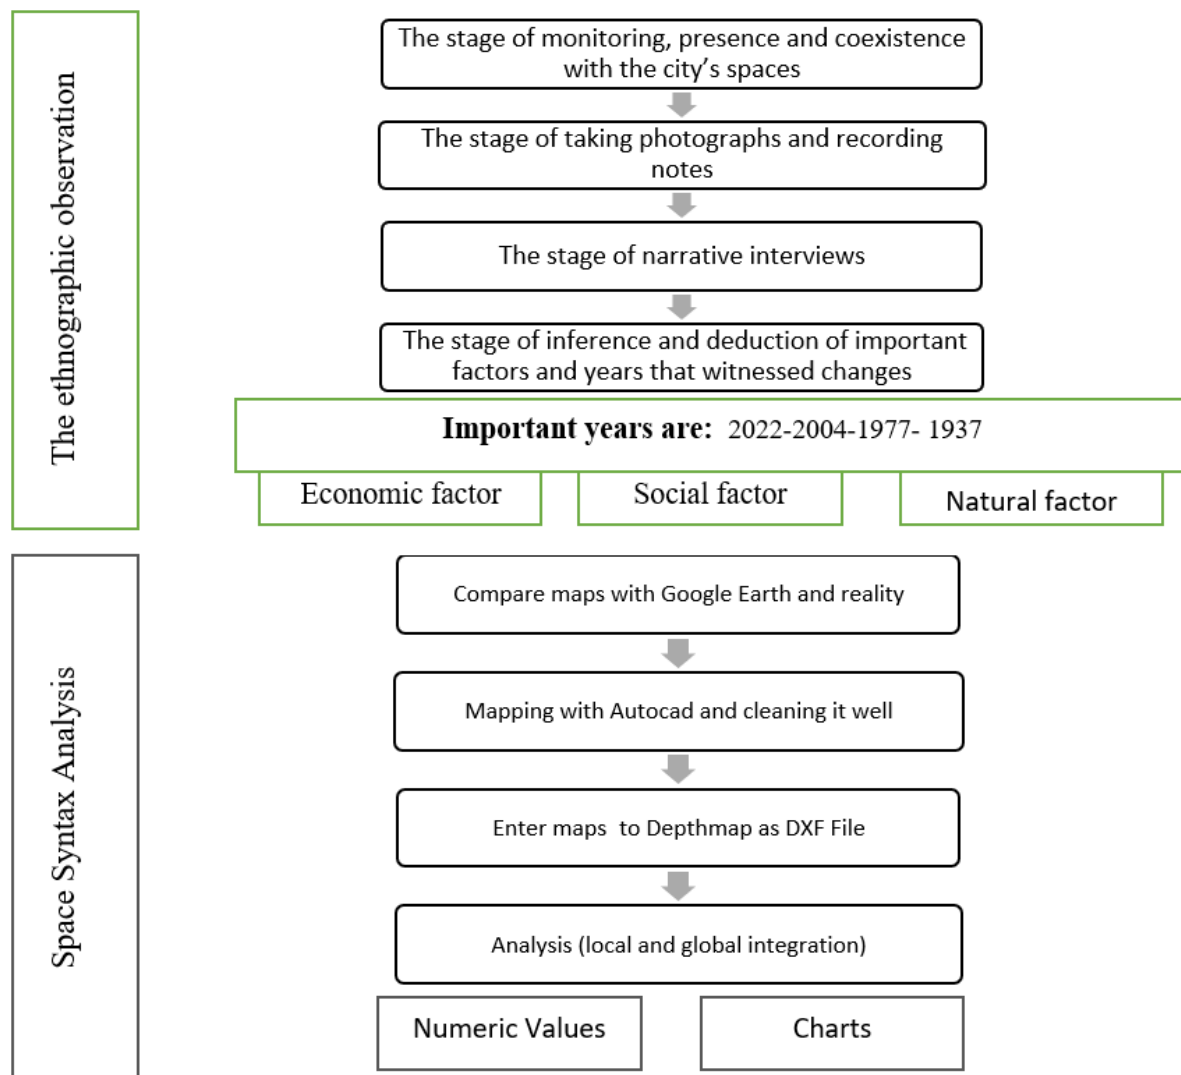 The ethnographic observation
The stage of monitoring, presence and coexistence
with the city’s spaces
The stage of taking photographs and recording
notes
The stage of narrative interviews
The stage of inference and deduction of important
factors and years that witnessed changes
Important years are: 2022-2004-1977- 1937
Economic factor
Social factor
Natural factor
Space Syntax Analysis
Compare maps with Google Earth and reality
Mapping with Autocad and cleaning it well
Enter maps to Depthmap as DXF File
Analysis (local and global integration)
Numeric Values
Charts